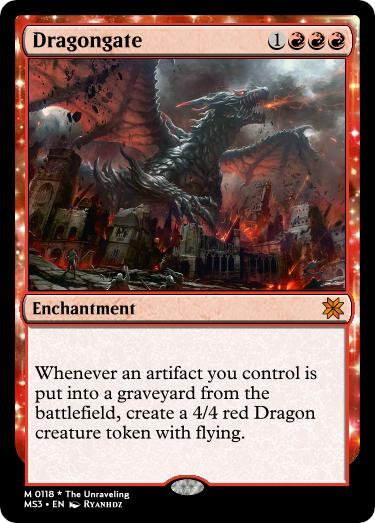 Dragongate 1
Enchantment
Whenever an artifact you control is
put into a graveyard from the
battlefield, create a 4/4 red Dragon
creature token with flying.
M 0118 * The Unraveling
MS3 • EN Ryanhdz